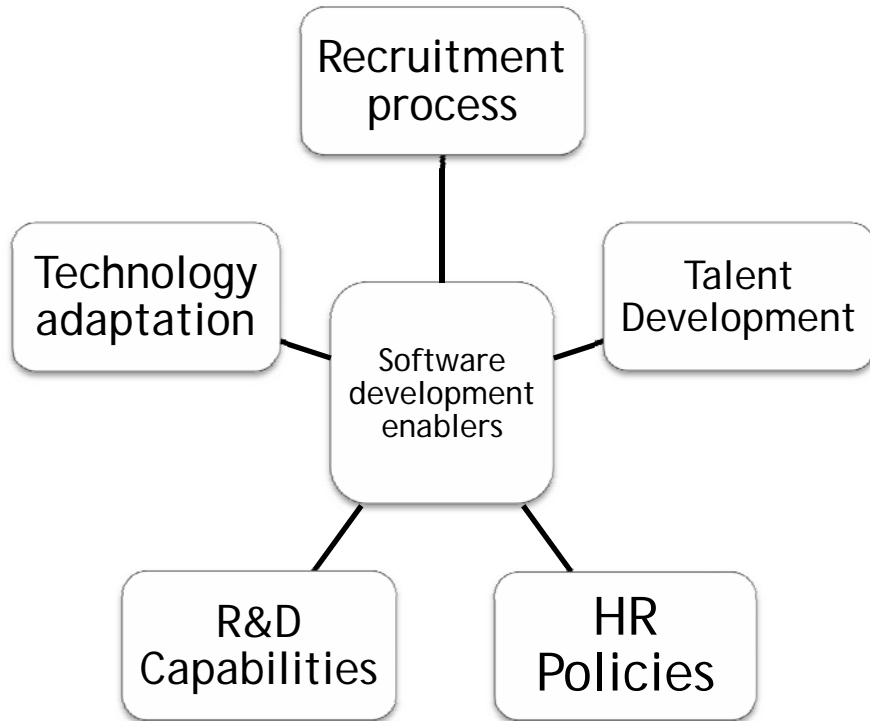 Recruitment
process
Technology
adaptation
Talent
Development
Software
development
enablers
R&D
Capabilities
HR
Policies